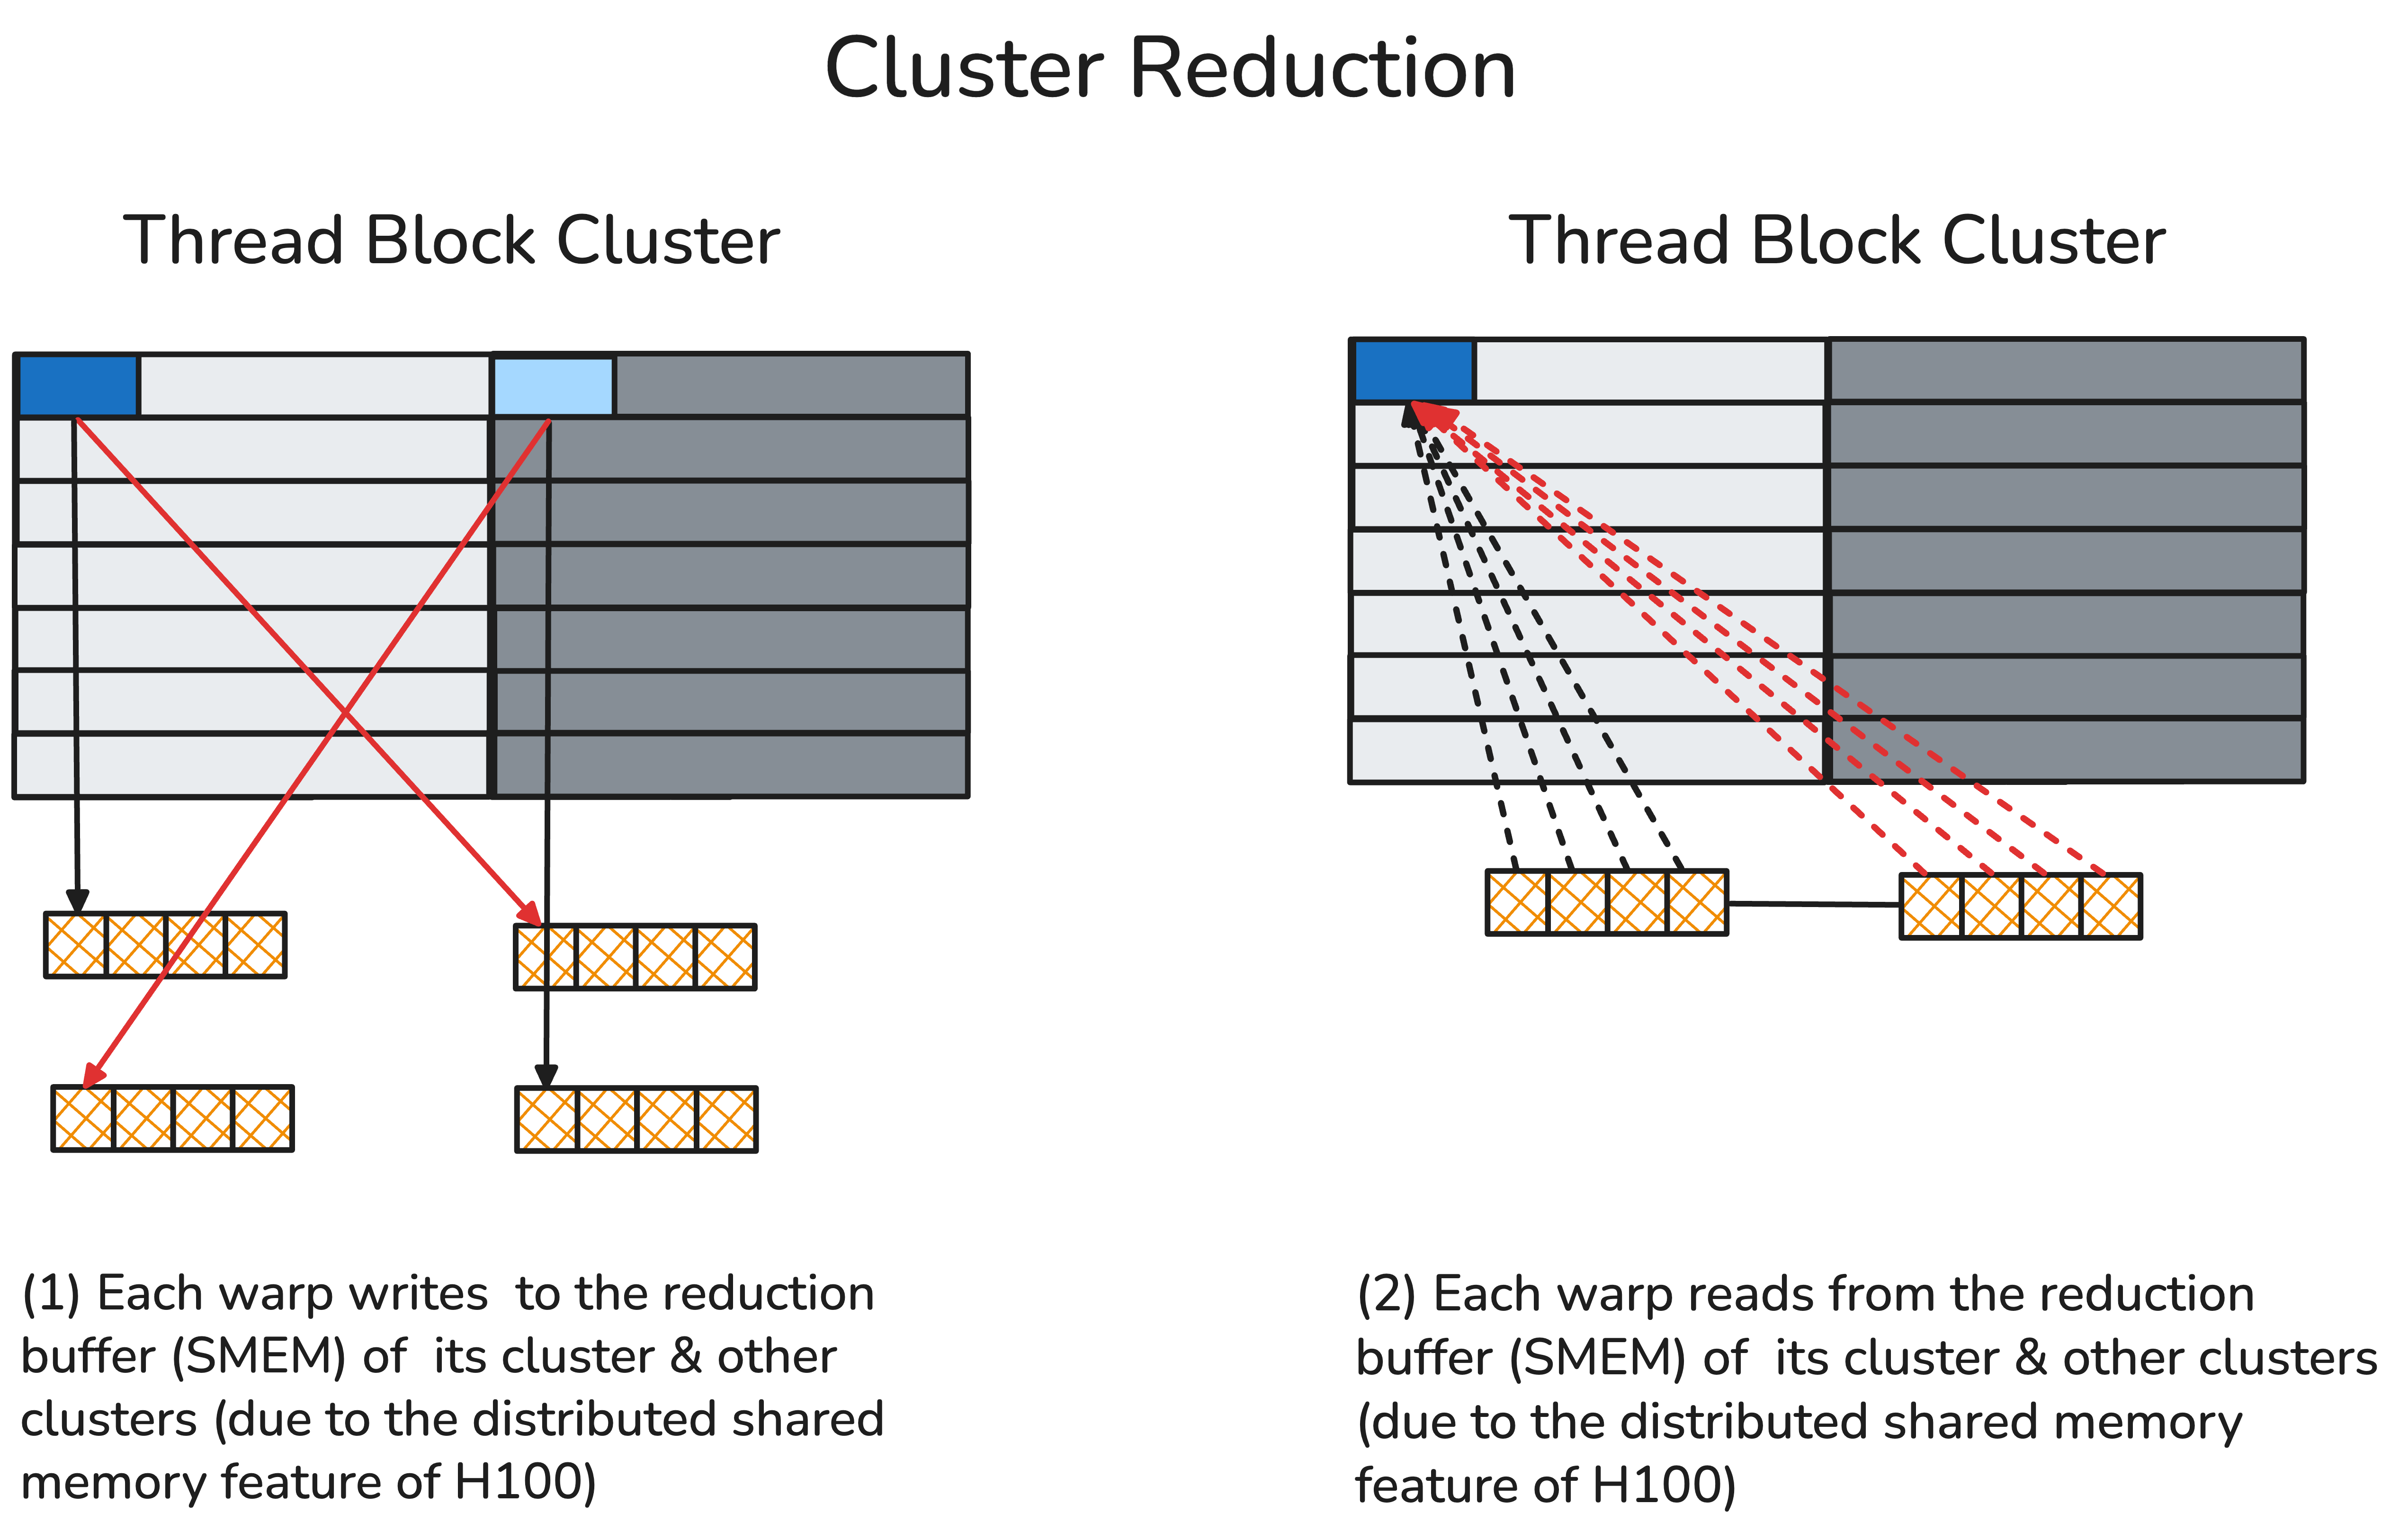 Cluster Reduction
Thread Block Cluster
Thread Block Cluster
(1) Each warp writes to the reduction
buffer (SMEM) of its cluster & other
clusters (due to the distributed shared
memory feature of H100)
(2) Each warp reads from the reduction
buffer (SMEM) of its cluster & other clusters
(due to the distributed shared memory
feature of H100)